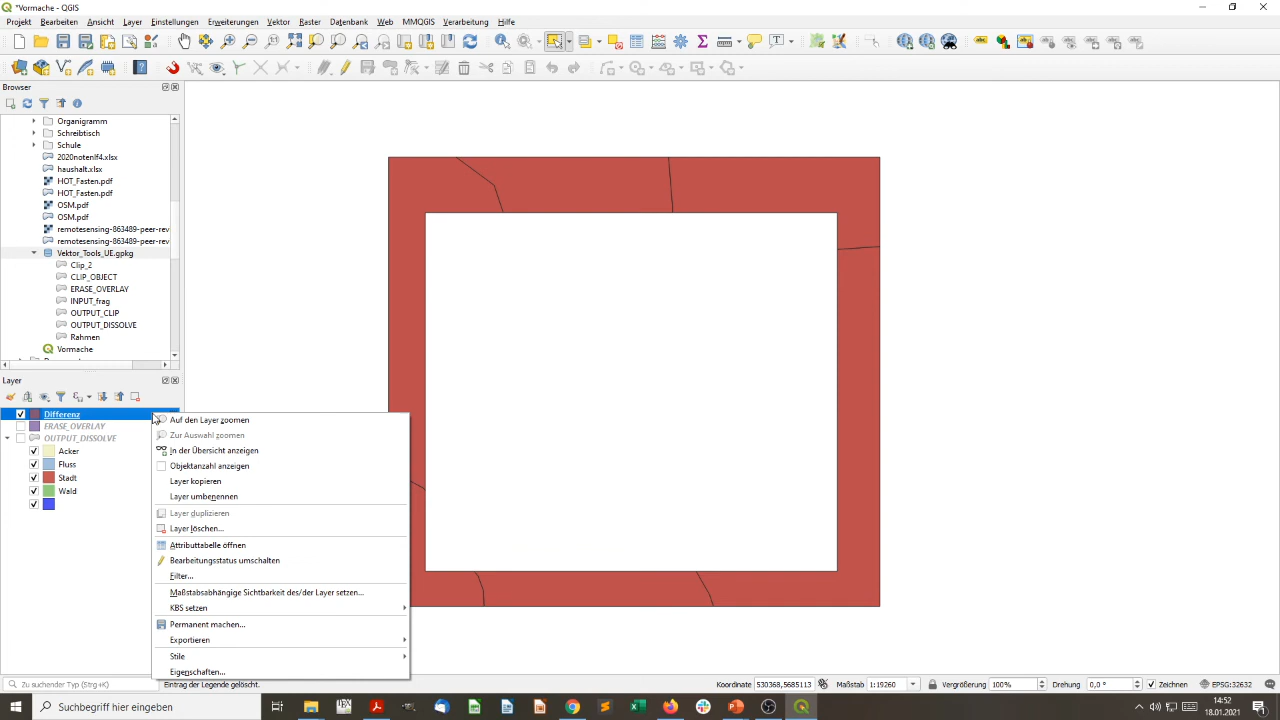 *Vormache - QGIS
Projekt Bearbeiten Ansicht Layer Einstellungen Erweiterungen Vektor Raster Datenbank Web MMQGIS Verarbeitung Hilfe
Browser
Organigramm
Schreibtisch
Schule
2020notenlf4.xlsx
haushalt.xlsx
HOT_Fasten.pdf
HOT_Fasten.pdf
OSM.pdf
OSM.pdf
remotesensing-863489-peer-rev
remotesensing-863489-peer-rev
Vektor_Tools_UE.gpkg
Clip_2
CLIP_OBJECT
ERASE_OVERLAY
INPUT_frag
OUTPUT_CLIP
OUTPUT_DISSOLVE
Rahmen
Vormache
Layer
Differenz
ERASE_OVERLAY
OUTPUT_DISSOLVE
Acker
Fluss
Stadt
Wald
Auf den Layer zoomen
Zur Auswahl zoomen
In der Übersicht anzeigen
Objektanzahl anzeigen
Layer kopieren
Layer umbenennen
Layer duplizieren
Layer löschen...
Attributtabelle öffnen
Bearbeitungsstatus umschalten
Filter...
Maßstabsabhängige Sichtbarkeit des/der Layer setzen...
KBS setzen
Permanent machen...
Exportieren
Stile
Eigenschaften...
Zu suchender Typ (Strg+K) Eintrag der Legende gelöscht. Koordinate 530368,5685113 Maßstab 1:19260 Vergrößerung 100% Drehung 0,0 ° Zeichnen EPSG:32632
Suchbegriff hier eingeben
14:52
18.01.2021